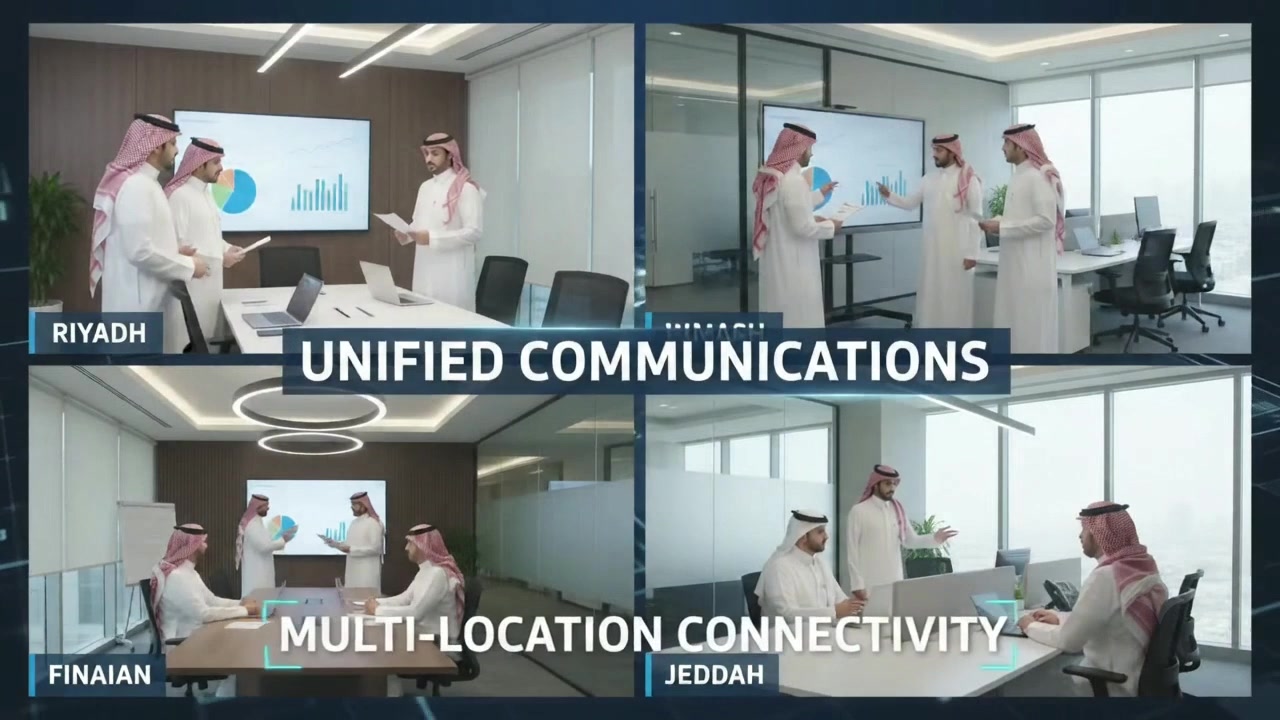 RIYADH
UNIFIED COMMUNICATIONS
MULTI-LOCATION CONNECTIVITY
FINAIAN
JEDDAH